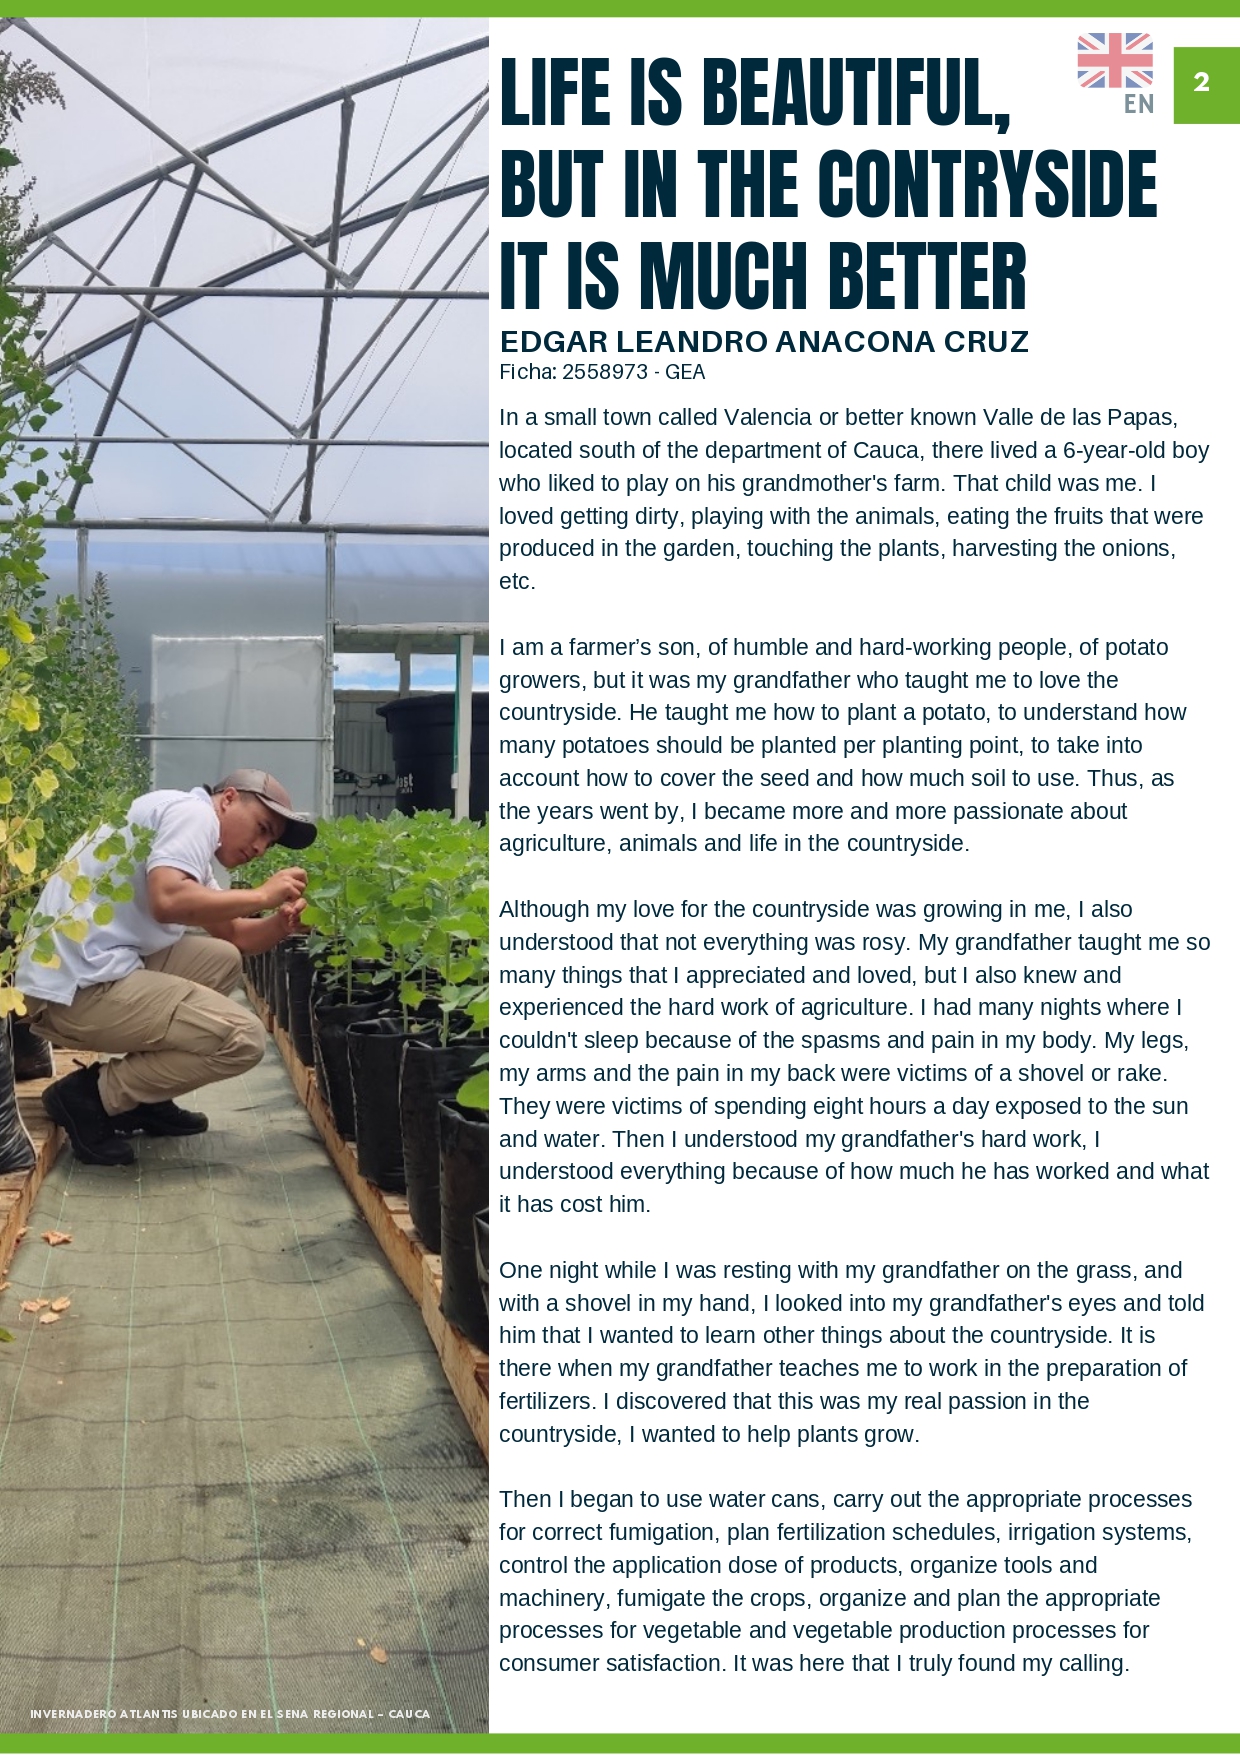 LIFE IS BEAUTIFUL,
BUT IN THE CONTRYSIDE
IT IS MUCH BETTER
EN
2
EDGAR LEANDRO ANACONA CRUZ
Ficha: 2558973 - GEA
In a small town called Valencia or better known Valle de las Papas,
located south of the department of Cauca, there lived a 6-year-old boy
who liked to play on his grandmother's farm. That child was me. I
loved getting dirty, playing with the animals, eating the fruits that were
produced in the garden, touching the plants, harvesting the onions,
etc.
I am a farmer’s son, of humble and hard-working people, of potato
growers, but it was my grandfather who taught me to love the
countryside. He taught me how to plant a potato, to understand how
many potatoes should be planted per planting point, to take into
account how to cover the seed and how much soil to use. Thus, as
the years went by, I became more and more passionate about
agriculture, animals and life in the countryside.
Although my love for the countryside was growing in me, I also
understood that not everything was rosy. My grandfather taught me so
many things that I appreciated and loved, but I also knew and
experienced the hard work of agriculture. I had many nights where I
couldn't sleep because of the spasms and pain in my body. My legs,
my arms and the pain in my back were victims of a shovel or rake.
They were victims of spending eight hours a day exposed to the sun
and water. Then I understood my grandfather's hard work, I
understood everything because of how much he has worked and what
it has cost him.
One night while I was resting with my grandfather on the grass, and
with a shovel in my hand, I looked into my grandfather's eyes and told
him that I wanted to learn other things about the countryside. It is
there when my grandfather teaches me to work in the preparation of
fertilizers. I discovered that this was my real passion in the
countryside, I wanted to help plants grow.
Then I began to use water cans, carry out the appropriate processes
for correct fumigation, plan fertilization schedules, irrigation systems,
control the application dose of products, organize tools and
machinery, fumigate the crops, organize and plan the appropriate
processes for vegetable and vegetable production processes for
consumer satisfaction. It was here that I truly found my calling.
INVERNADERO ATLANTIS UBICADO EN EL SENA REGIONAL – CAUCA